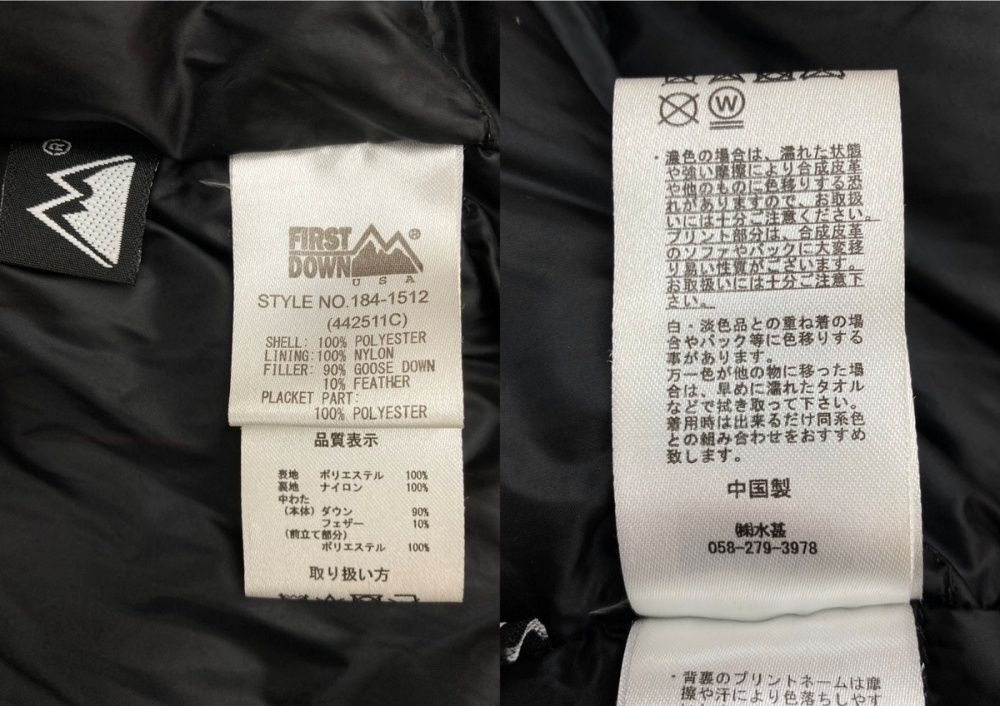 ®
FIRST
DOWN ®
USA
STYLE NO.184-1512
(442511C)
SHELL: 100% POLYESTER
LINING:100% NYLON
FILLER: 90% GOOSE DOWN
10% FEATHER
PLACKET PART:
100% POLYESTER
品質表示
表地 ポリエステル 100%
裏地 ナイロン 100%
中わた
(本体) ダウン 90%
フェザー 10%
(前立て部分)
ポリエステル 100%
取り扱い方
W
・濃色の場合は、濡れた状態
や強い摩擦により合成皮革
や他のものに色移りする恐
れがありますので、お取扱
いには十分ご注意ください。
プリント部分は、合成皮革
のソファやバックに大変移
り易い性質がございます。
お取扱いには十分ご注意下
さい。
白・淡色品との重ね着の場
合やバック等に色移りする
事があります。
万一色が他の物に移った場
合は、早めに濡れたタオル
などで拭き取って下さい。
着用時は出来るだけ同系色
との組み合わせをおすすめ
致します。
中国製
㈱水甚
058-279-3978
・背裏のプリントネームは摩
擦や汗により色落ちしやす